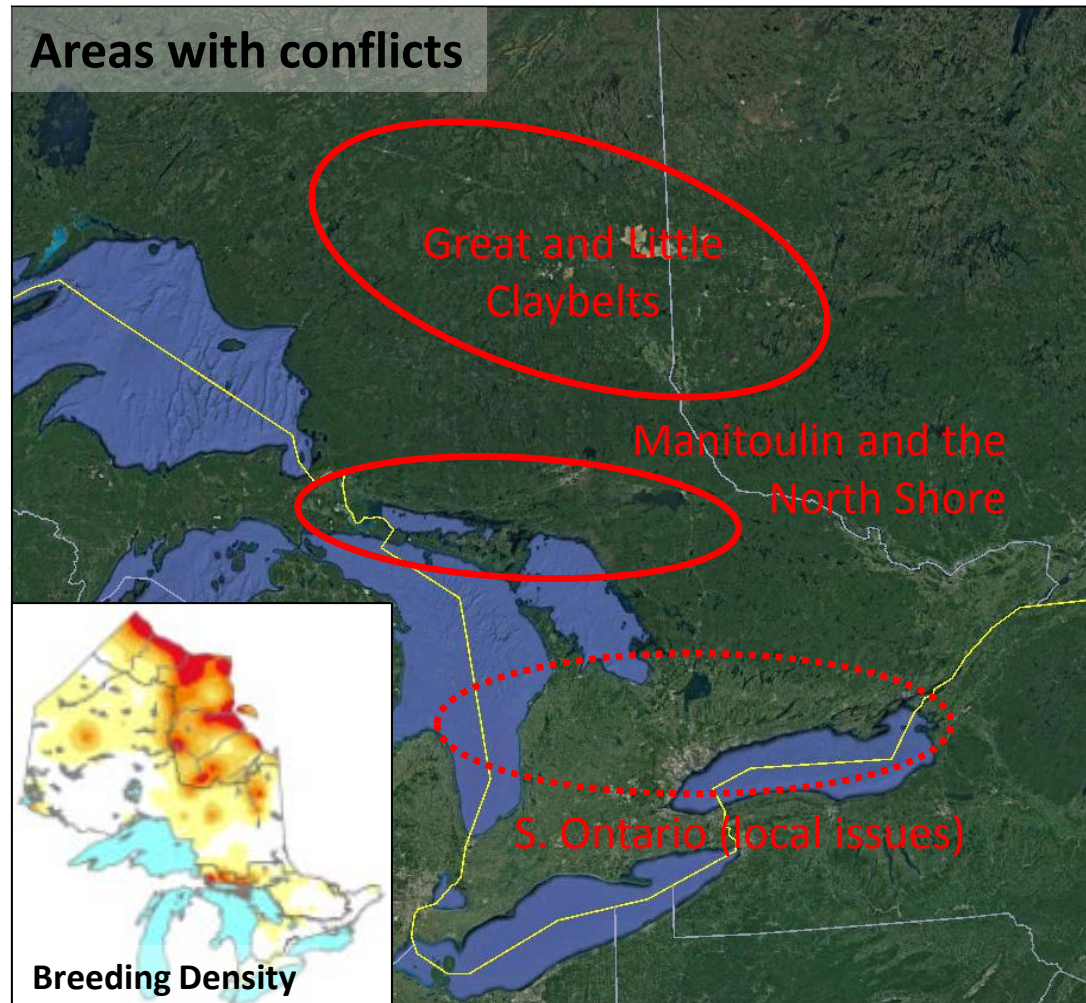 Areas with conflicts
Great and Little
Claybelts
Manitoulin and the
North Shore
S. Ontario (local issues)
Breeding Density